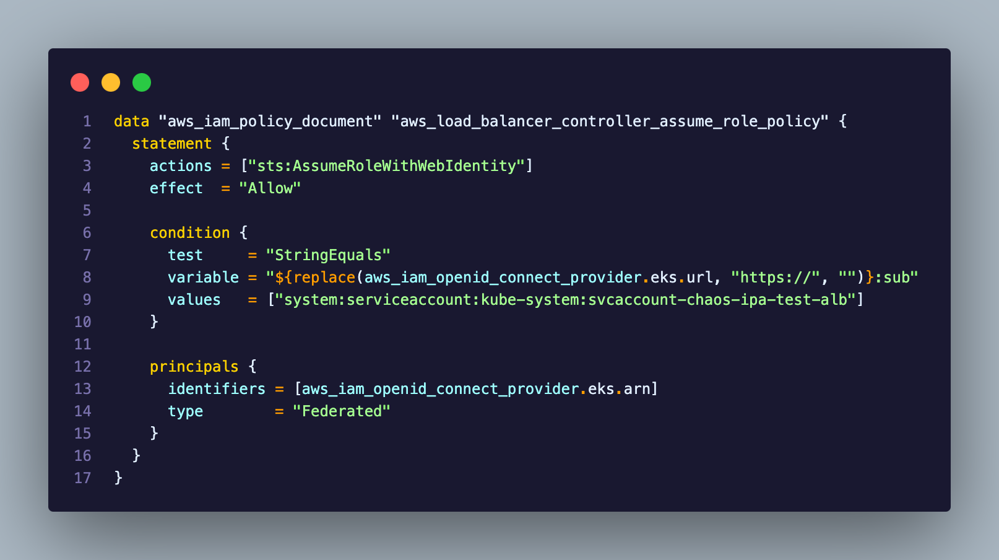 1 data "aws_iam_policy_document" "aws_load_balancer_controller_assume_role_policy" {
2   statement {
3     actions = ["sts:AssumeRoleWithWebIdentity"]
4     effect  = "Allow"
5
6     condition {
7       test     = "StringEquals"
8       variable = "${replace(aws_iam_openid_connect_provider.eks.url, "https://", "")}:sub"
9       values   = ["system:serviceaccount:kube-system:svcaccount-chaos-ipa-test-alb"]
10     }
11
12     principals {
13       identifiers = [aws_iam_openid_connect_provider.eks.arn]
14       type        = "Federated"
15     }
16   }
17 }